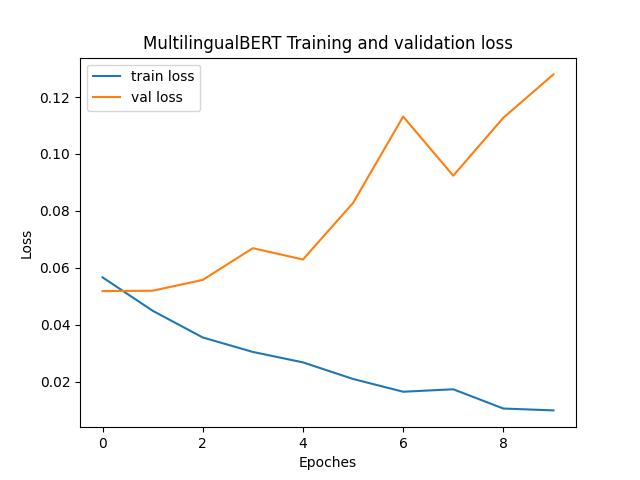 MultilingualBERT Training and validation loss
train loss
val loss
0.12
0.10
0.08
0.06
0.04
0.02
Loss
0 2 4 6 8
Epoches